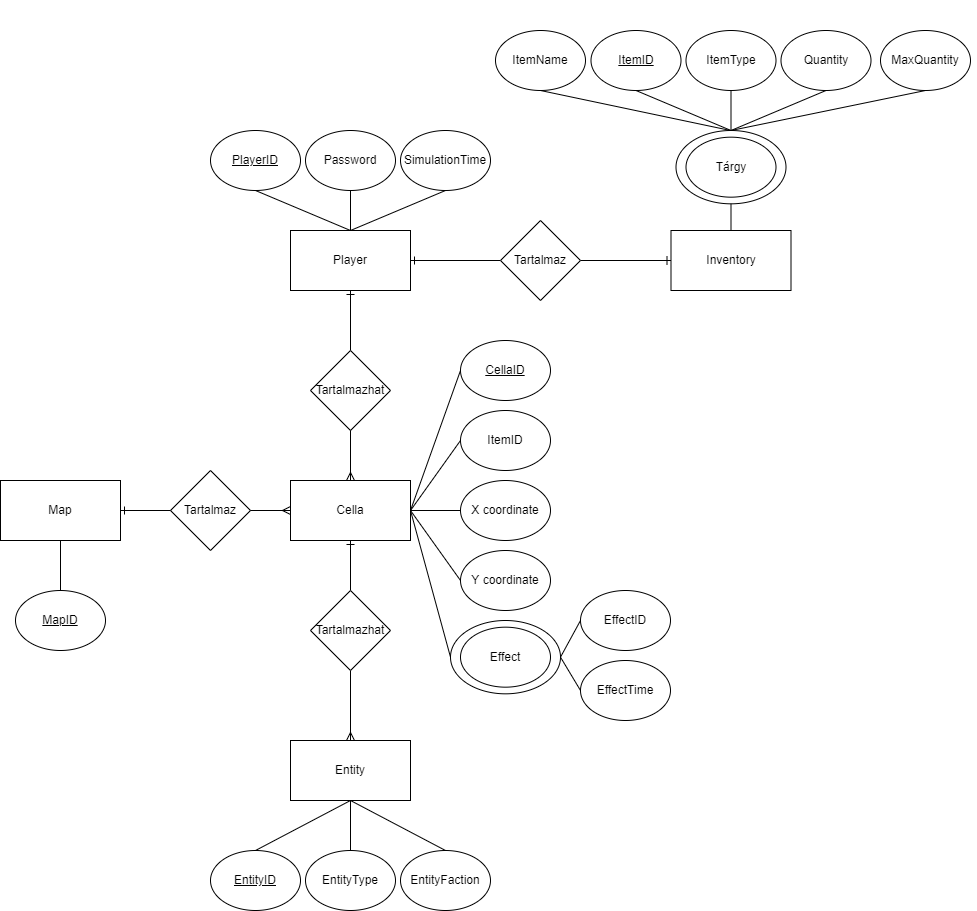 ItemName
ItemID
ItemType
Quantity
MaxQuantity
Tárgy
PlayerID
Password
SimulationTime
Player
Tartalmaz
Inventory
Tartalmazhat
CellaID
ItemID
X coordinate
Y coordinate
Map
Tartalmaz
Cella
MapID
Tartalmazhat
Effect
EffectID
EffectTime
Entity
EntityID
EntityType
EntityFaction